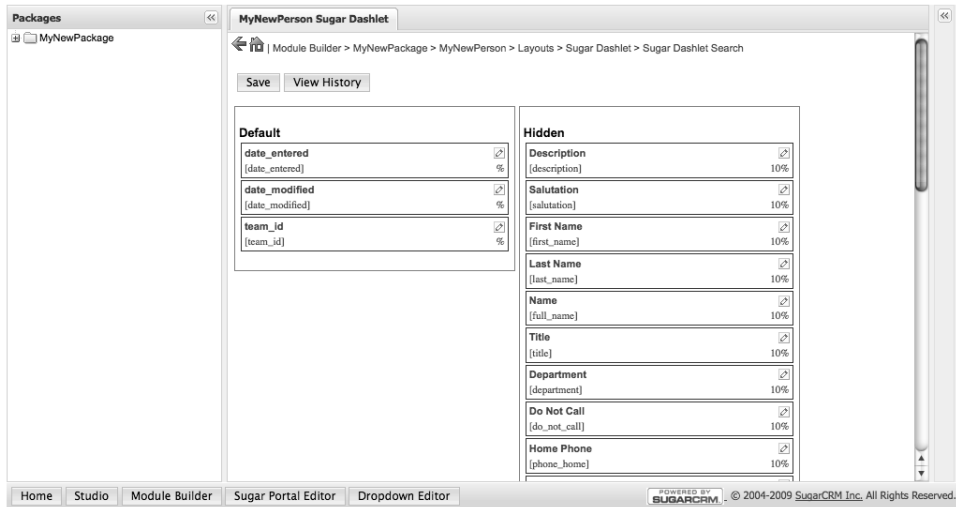 Packages
MyNewPackage
MyNewPerson Sugar Dashlet
| Module Builder > MyNewPackage > MyNewPerson > Layouts > Sugar Dashlet > Sugar Dashlet Search
Save View History
Default
date_entered
[date_entered] %
date_modified
[date_modified] %
team_id
[team_id] %
Hidden
Description
[description] 10%
Salutation
[salutation] 10%
First Name
[first_name] 10%
Last Name
[last_name] 10%
Name
[full_name] 10%
Title
[title] 10%
Department
[department] 10%
Do Not Call
[do_not_call] 10%
Home Phone
[phone_home] 10%
Home Studio Module Builder Sugar Portal Editor Dropdown Editor
POWERED BY
SUGARCRM. © 2004-2009 SugarCRM Inc. All Rights Reserved.